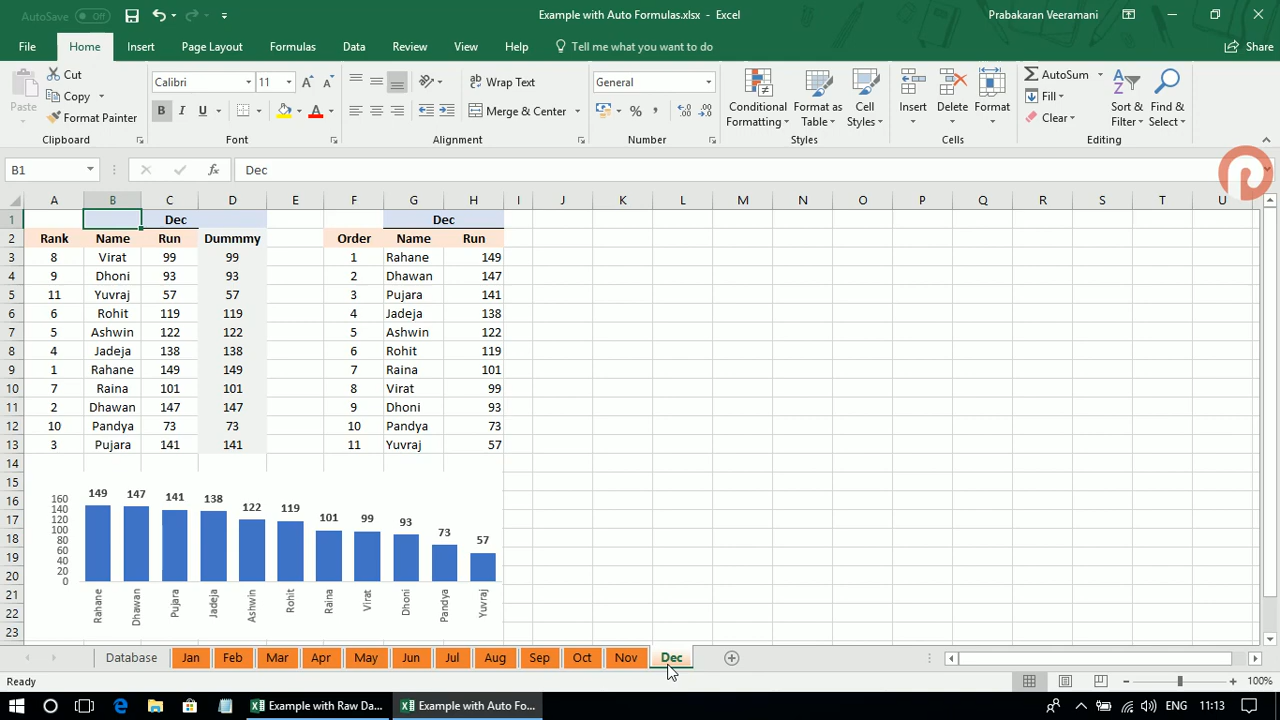 AutoSave Off
Example with Auto Formulas.xlsx - Excel
Prabakaran Veeramani
File Home Insert Page Layout Formulas Data Review View Help Tell me what you want to do Share
Paste
Cut
Copy
Format Painter
Clipboard
Calibri 11
B I U
Font
Wrap Text
Merge & Center
Alignment
General
Number
Conditional Formatting
Format as Table
Cell Styles
Styles
Insert
Delete
Format
Cells
AutoSum
Fill
Clear
Sort & Filter
Find & Select
Editing
B1 fx Dec
A B C D E F G H I J K L M N O P Q R S T U
1 Dec Dec
2 Rank Name Run Dummmy Order Name Run
3 8 Virat 99 99 1 Rahane 149
4 9 Dhoni 93 93 2 Dhawan 147
5 11 Yuvraj 57 57 3 Pujara 141
6 6 Rohit 119 119 4 Jadeja 138
7 5 Ashwin 122 122 5 Ashwin 122
8 4 Jadeja 138 138 6 Rohit 119
9 1 Rahane 149 149 7 Raina 101
10 7 Raina 101 101 8 Virat 99
11 2 Dhawan 147 147 9 Dhoni 93
12 10 Pandya 73 73 10 Pandya 73
13 3 Pujara 141 141 11 Yuvraj 57
14
15
16
17
18
19
20
21
22
23
160
140
120
100
80
60
40
20
0
149 147 141 138 122 119 101 99 93 73 57
Rahane Dhawan Pujara Jadeja Ashwin Rohit Raina Virat Dhoni Pandya Yuvraj
Database Jan Feb Mar Apr May Jun Jul Aug Sep Oct Nov Dec
Ready 100%
Example with Raw Da... Example with Auto Fo... ENG 11:13